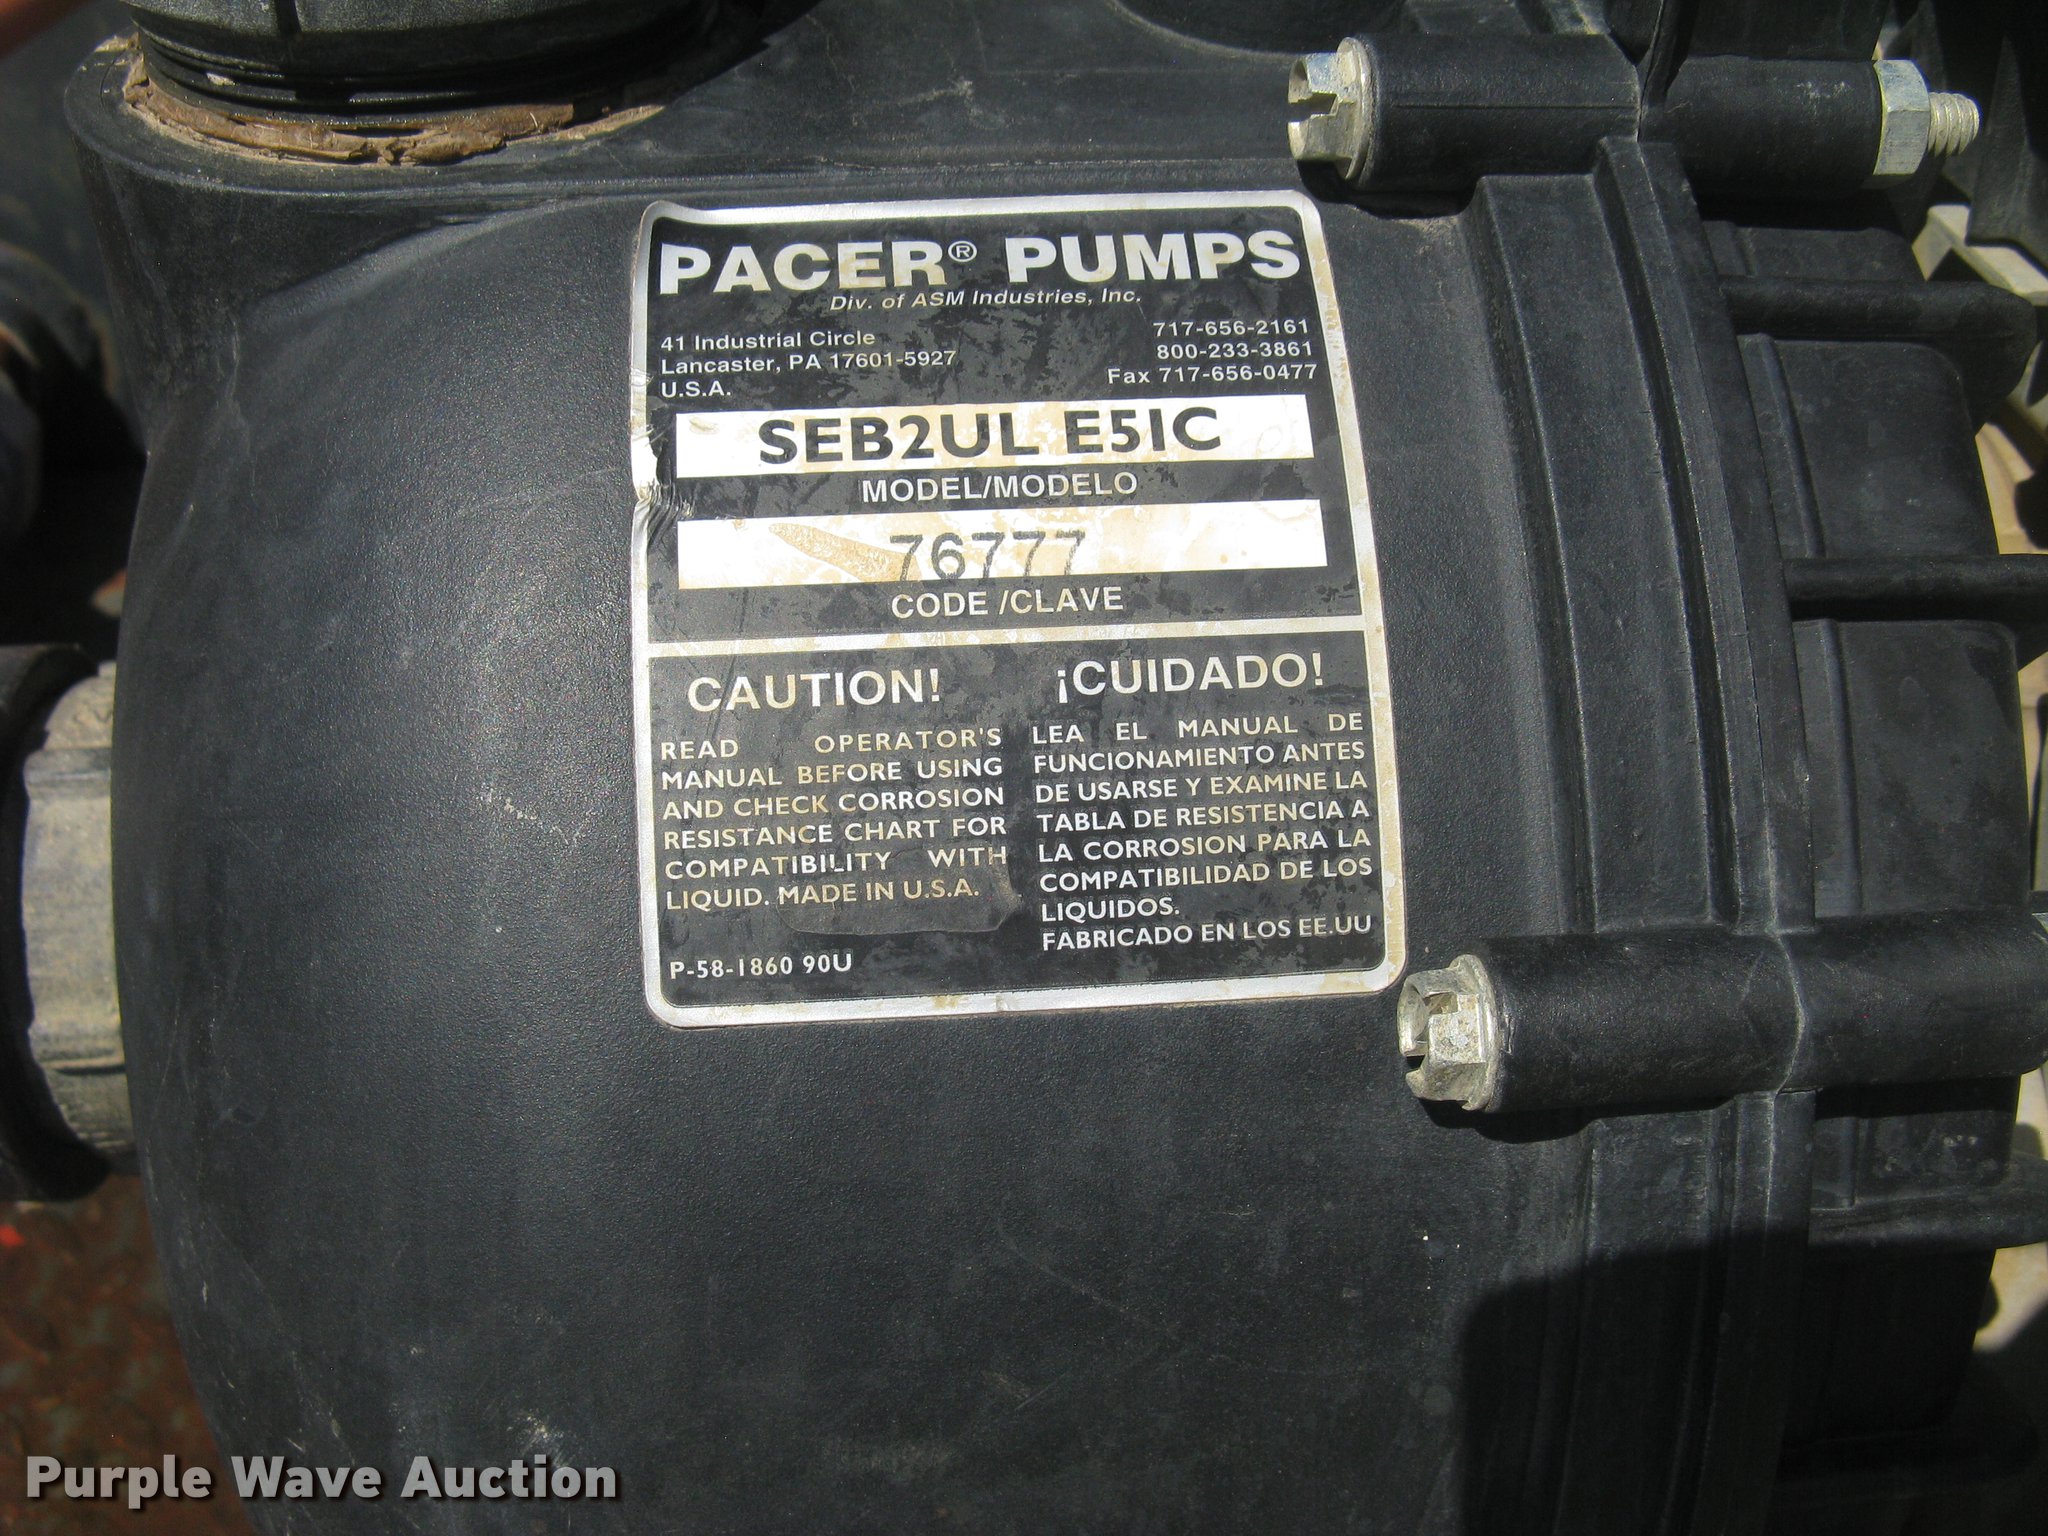 PACER® PUMPS
Div. of ASM Industries, Inc.
41 Industrial Circle
Lancaster, PA 17601-5927
U.S.A.
717-656-2161
800-233-3861
Fax 717-656-0477
SEB2UL E5IC
MODEL/MODELO
76777
CODE /CLAVE
CAUTION!
READ OPERATOR'S
MANUAL BEFORE USING
AND CHECK CORROSION
RESISTANCE CHART FOR
COMPATIBILITY WITH
LIQUID. MADE IN U.S.A.
P-58-1860 90U
¡CUIDADO!
LEA EL MANUAL DE
FUNCIONAMIENTO ANTES
DE USARSE Y EXAMINE LA
TABLA DE RESISTENCIA A
LA CORROSION PARA LA
COMPATIBILIDAD DE LOS
LIQUIDOS.
FABRICADO EN LOS EE.UU
Purple Wave Auction